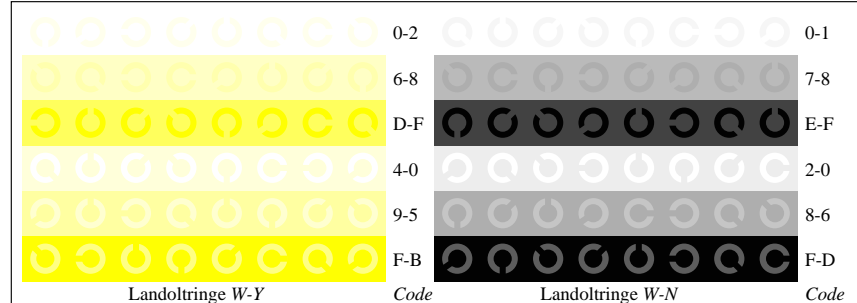 0-2 0-1
6-8 7-8
D-F E-F
4-0 2-0
9-5 8-6
F-B F-D
Landoltringe W-Y Code Landoltringe W-N Code